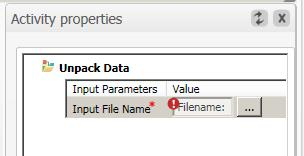 Activity properties
Unpack Data
Input Parameters Value
Input File Name* Filename: ...